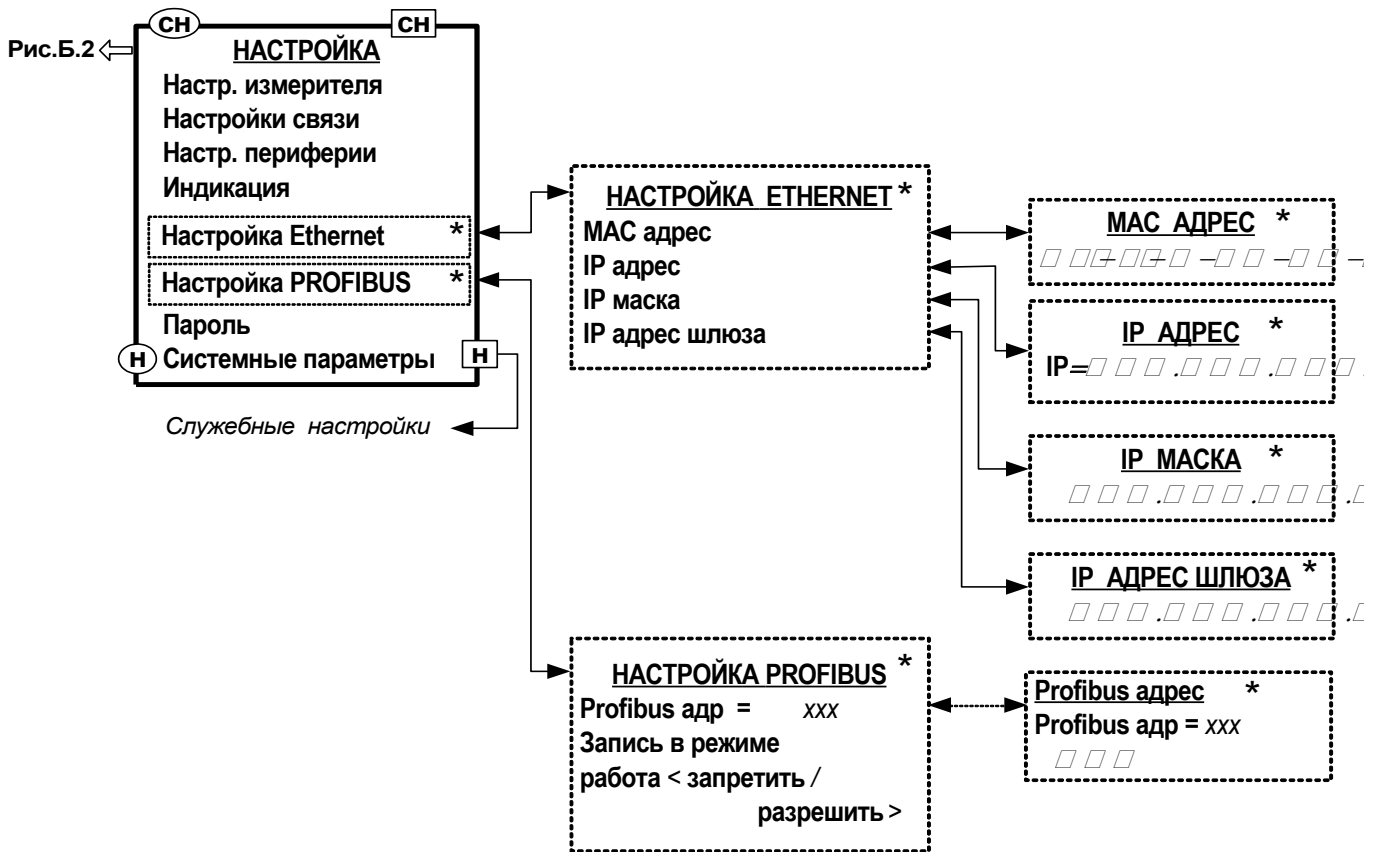 СН
СН
Рис.Б.2
НАСТРОЙКА
Настр. измерителя
Настройки связи
Настр. периферии
Индикация
Настройка Ethernet *
Настройка PROFIBUS *
Пароль
Н Системные параметры Н
Служебные настройки
НАСТРОЙКА ETHERNET *
МАС адрес
IP адрес
IP маска
IP адрес шлюза
МАС АДРЕС *
□ □□-□□-□-□□-□□-
IP АДРЕС *
IP=□□□.□□□.□□□.
IP МАСКА *
□□□.□□□.□□□.□
IP АДРЕС ШЛЮЗА *
□□□.□□□.□□□.□
НАСТРОЙКА PROFIBUS *
Profibus адр = xxx
Запись в режиме
работа < запретить /
разрешить >
Profibus адрес *
Profibus адр = xxx
□□□